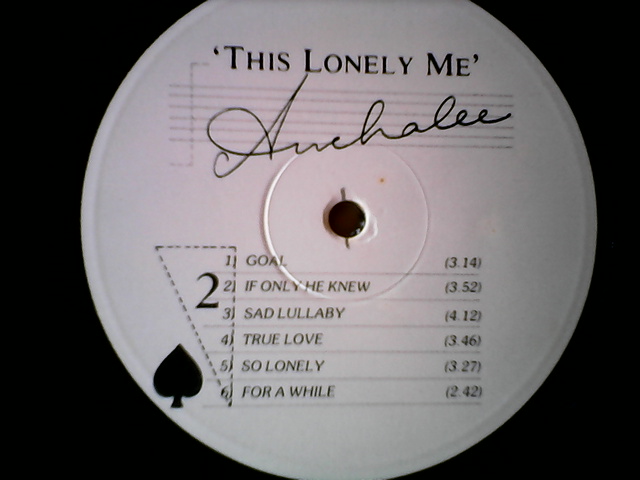 'THIS LONELY ME'
Anchalee
2
1) GOAL (3.14)
2) IF ONLY HE KNEW (3.52)
3) SAD LULLABY (4.12)
4) TRUE LOVE (3.46)
5) SO LONELY (3.27)
6) FOR A WHILE (2.42)